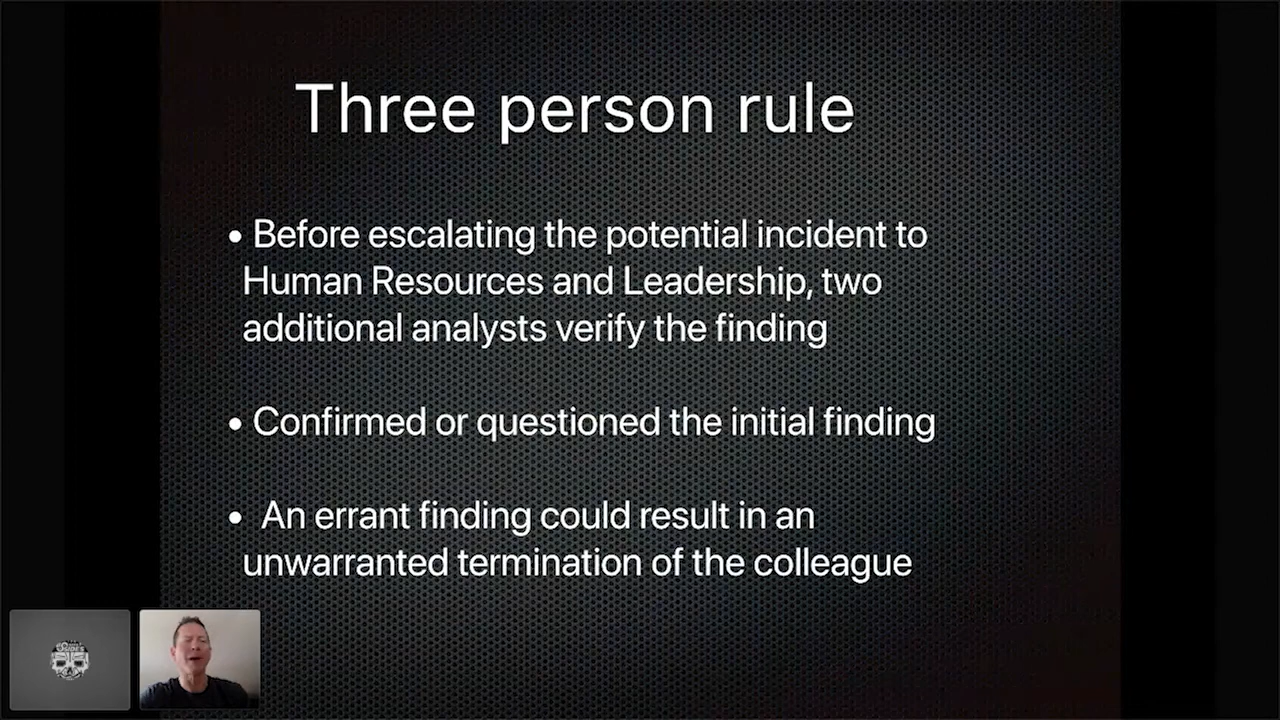 Three person rule
• Before escalating the potential incident to
Human Resources and Leadership, two
additional analysts verify the finding
• Confirmed or questioned the initial finding
• An errant finding could result in an
unwarranted termination of the colleague
SIDES